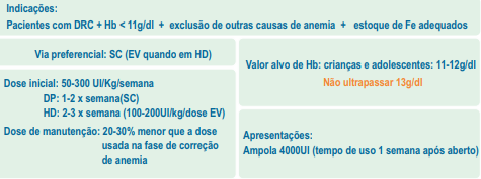 Indicações:
Pacientes com DRC + Hb < 11g/dl + exclusão de outras causas de anemia + estoque de Fe adequados
Via preferencial: SC (EV quando em HD)
Dose inicial: 50-300 UI/Kg/semana
DP: 1-2 x semana (SC)
HD: 2-3 x semana (100-200UI/kg/dose EV)
Dose de manutenção: 20-30% menor que a dose
usada na fase de correção
de anemia
Valor alvo de Hb: crianças e adolescentes: 11-12g/dl
Não ultrapassar 13g/dl
Apresentações:
Ampola 4000UI (tempo de uso 1 semana após aberto)